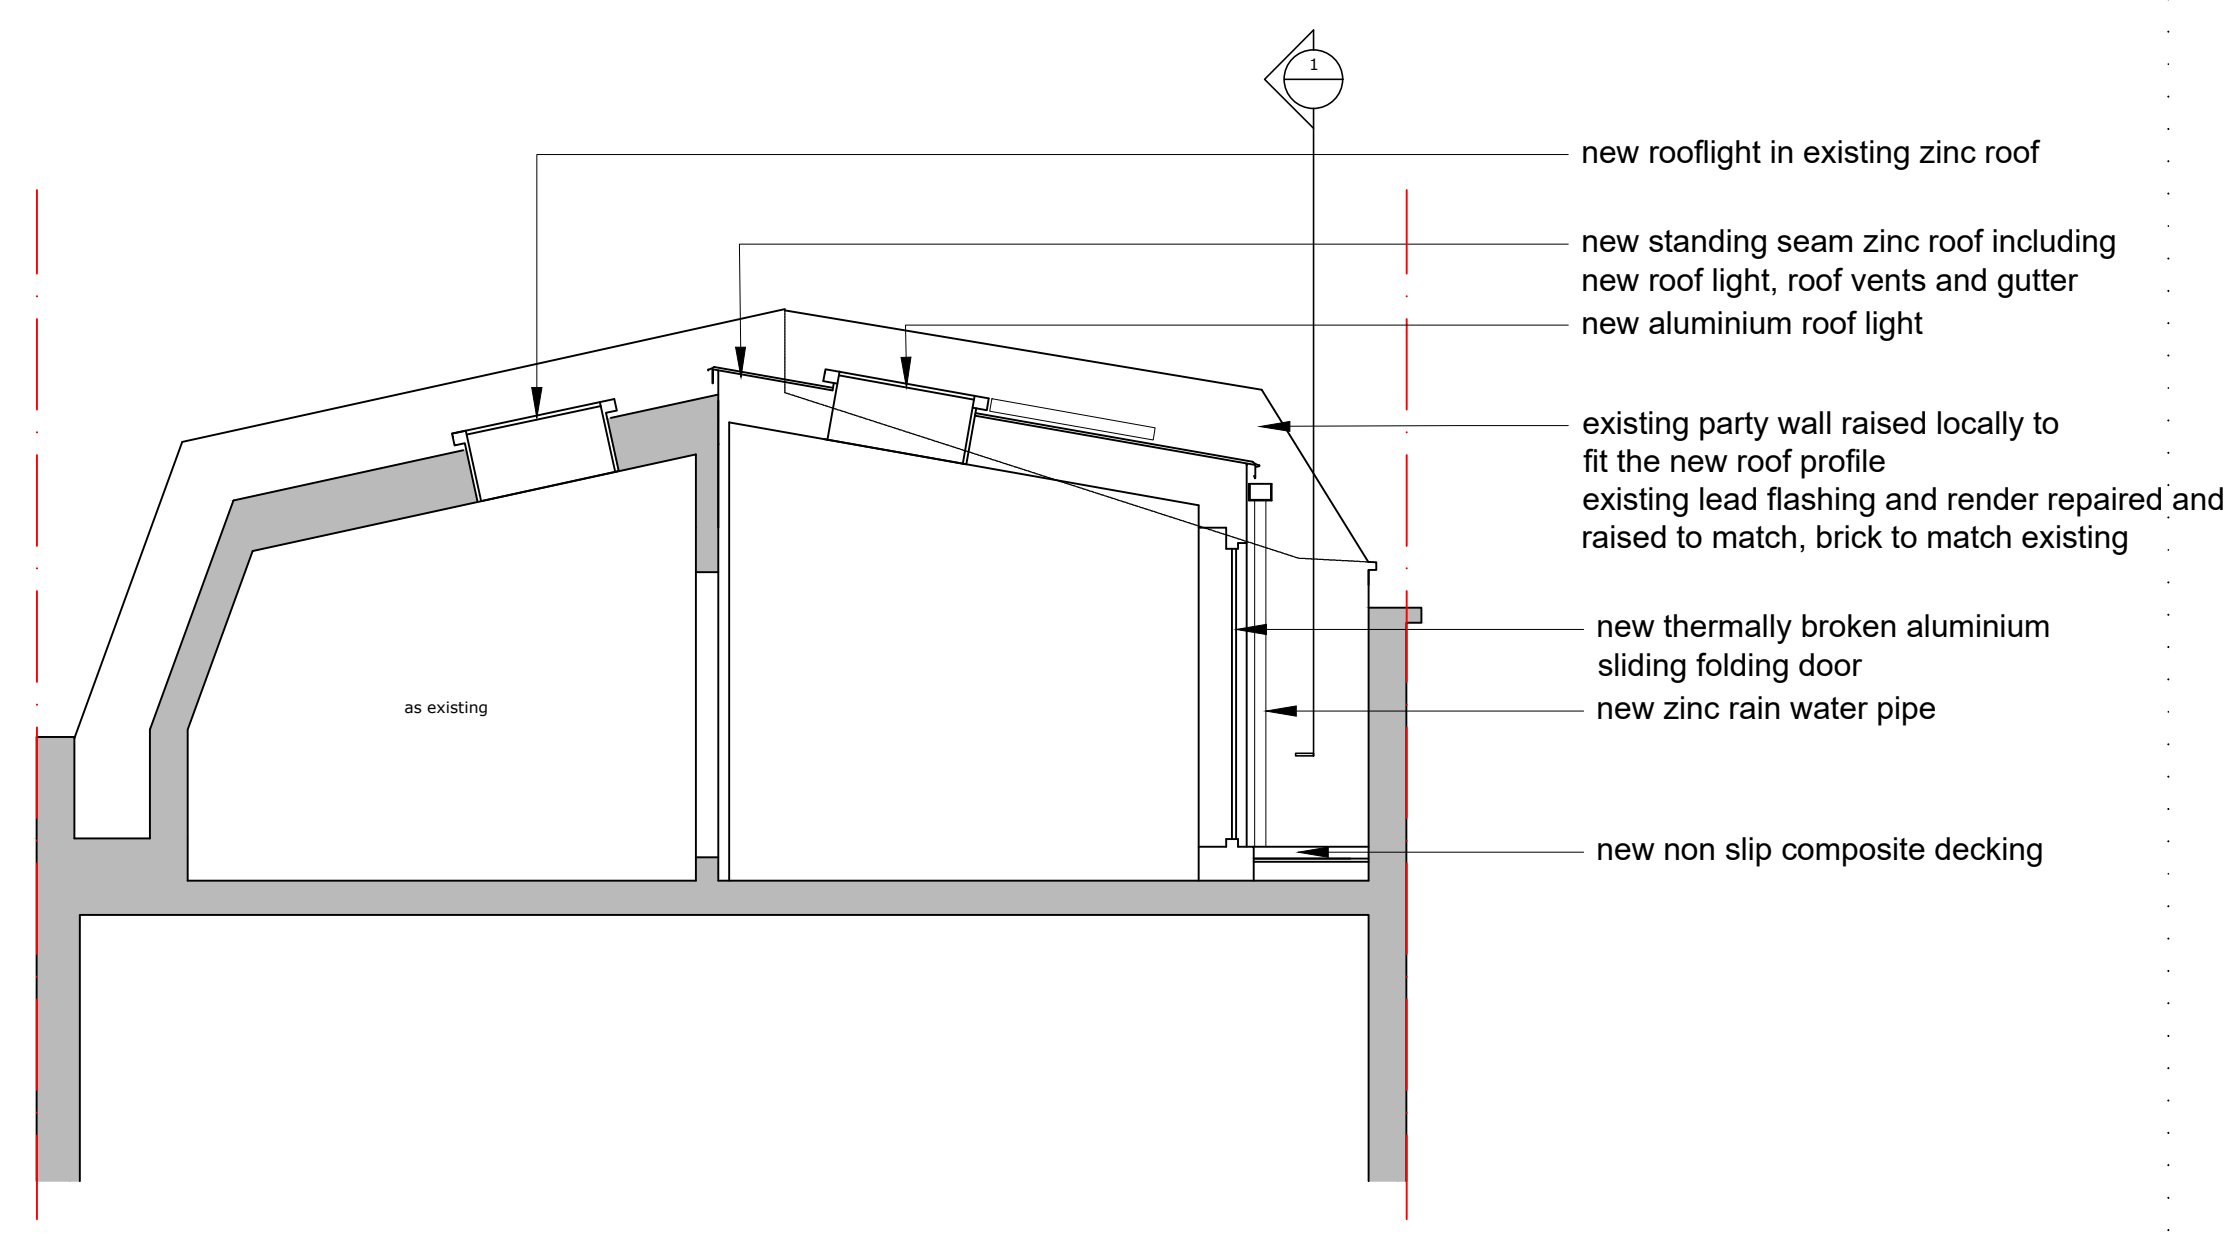 1
new rooflight in existing zinc roof
new standing seam zinc roof including
new roof light, roof vents and gutter
new aluminium roof light
existing party wall raised locally to
fit the new roof profile
existing lead flashing and render repaired and
raised to match, brick to match existing
new thermally broken aluminium
sliding folding door
as existing
new zinc rain water pipe
new non slip composite decking